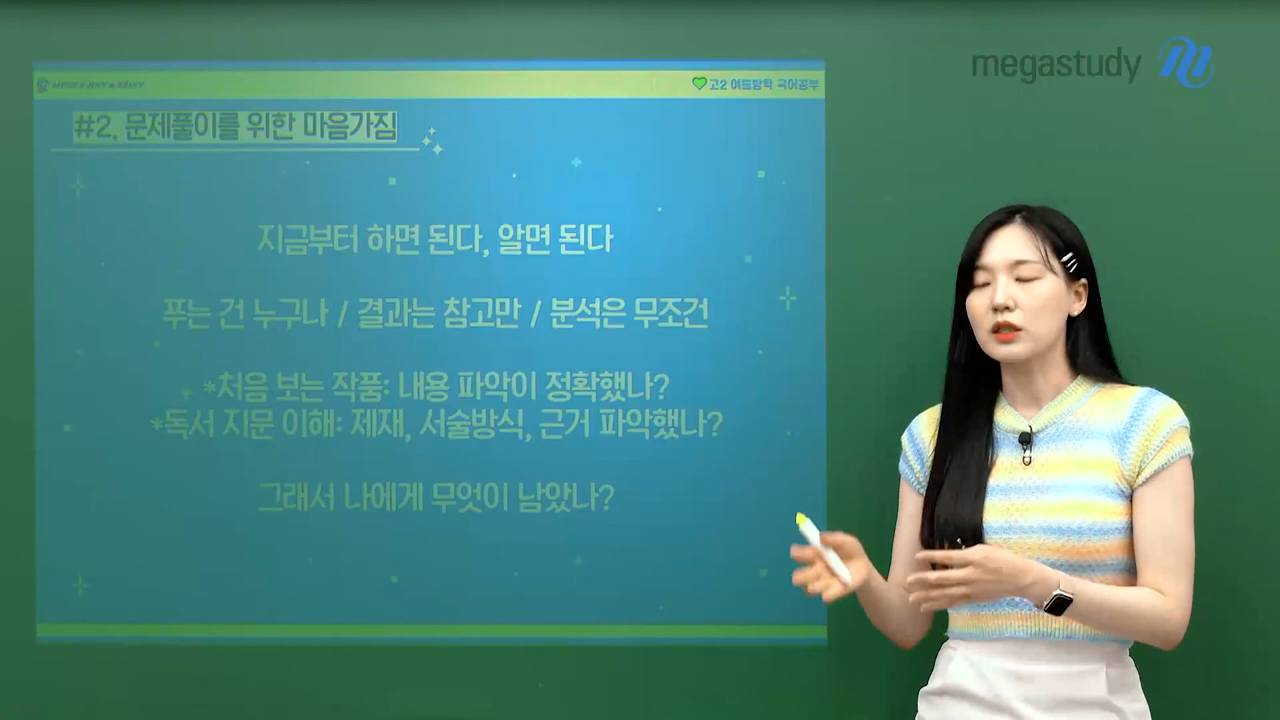 megastudy
고2 여름방학 국어공부
#2. 문제풀이를 위한 마음가짐
지금부터 하면 된다, 알면 된다
푸는 건 누구나 / 결과는 참고만 / 분석은 무조건
*처음 보는 작품: 내용 파악이 정확했나?
*독서 지문 이해: 제재, 서술방식, 근거 파악했나?
그래서 나에게 무엇이 남았나?